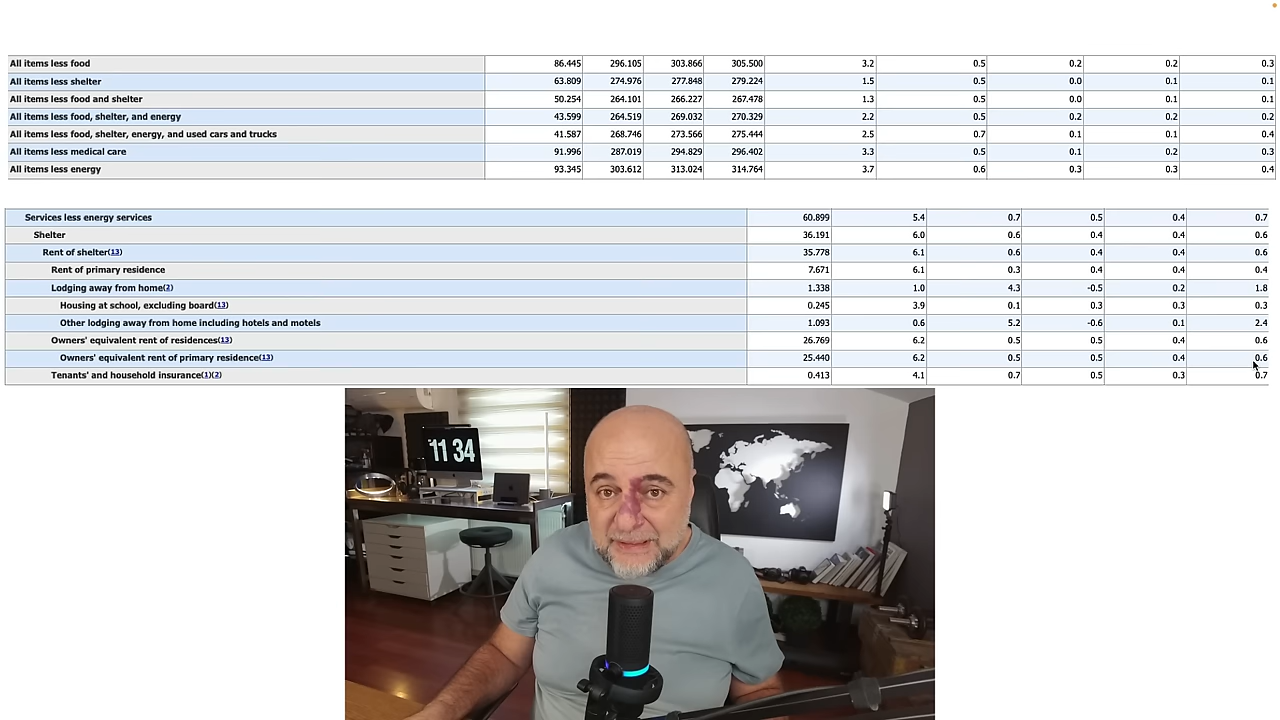 All items less food 86.445 296.105 303.866 305.500 3.2 0.5 0.2 0.2 0.3
All items less shelter 63.809 274.976 277.848 279.224 1.5 0.5 0.0 0.1 0.1
All items less food and shelter 50.254 264.101 266.227 267.478 1.3 0.5 0.0 0.1 0.1
All items less food, shelter, and energy 43.599 264.519 269.032 270.329 2.2 0.5 0.2 0.2 0.2
All items less food, shelter, energy, and used cars and trucks 41.587 268.746 273.566 275.444 2.5 0.7 0.1 0.1 0.4
All items less medical care 91.996 287.019 294.829 296.402 3.3 0.5 0.1 0.2 0.3
All items less energy 93.345 303.612 313.024 314.764 3.7 0.6 0.3 0.3 0.4
Services less energy services 60.899 5.4 0.7 0.5 0.4 0.7
Shelter 36.191 6.0 0.6 0.4 0.4 0.6
Rent of shelter(13) 35.778 6.1 0.6 0.4 0.4 0.6
Rent of primary residence 7.671 6.1 0.3 0.4 0.4 0.4
Lodging away from home(2) 1.338 1.0 4.3 -0.5 0.2 1.8
Housing at school, excluding board(13) 0.245 3.9 0.1 0.3 0.3 0.3
Other lodging away from home including hotels and motels 1.093 0.6 5.2 -0.6 0.1 2.4
Owners' equivalent rent of residences(13) 26.769 6.2 0.5 0.5 0.4 0.6
Owners' equivalent rent of primary residence(13) 25.440 6.2 0.5 0.5 0.4 0.6
Tenants' and household insurance(1)(2) 0.413 4.1 0.7 0.5 0.3 0.7
11 34